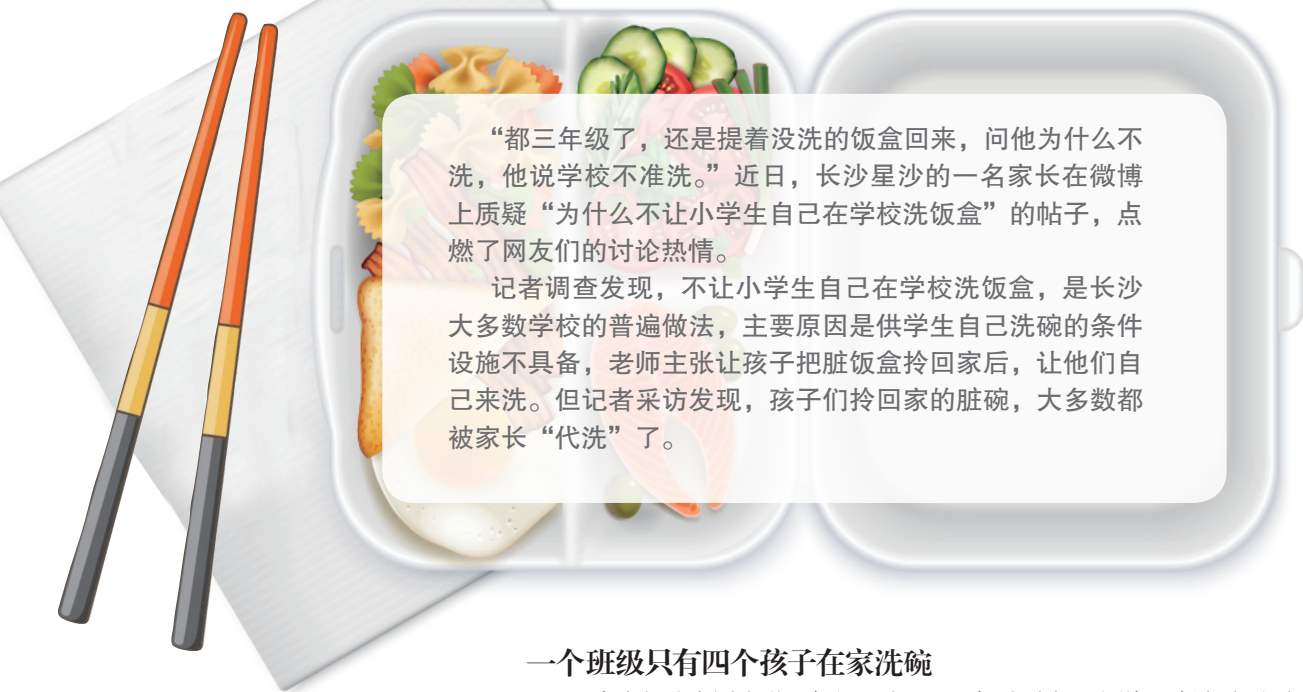 “都三年级了，还是提着没洗的饭盒回来，问他为什么不
洗，他说学校不准洗。”近日，长沙星沙的一名家长在微博
上质疑“为什么不让小学生自己在学校洗饭盒”的帖子，点
燃了网友们的讨论热情。
记者调查发现，不让小学生自己在学校洗饭盒，是长沙
大多数学校的普遍做法，主要原因是供学生自己洗碗的条件
设施不具备，老师主张让孩子把脏饭盒拎回家后，让他们自
己来洗。但记者采访发现，孩子们拎回家的脏碗，大多数都
被家长“代洗”了。
一个班级只有四个孩子在家洗碗